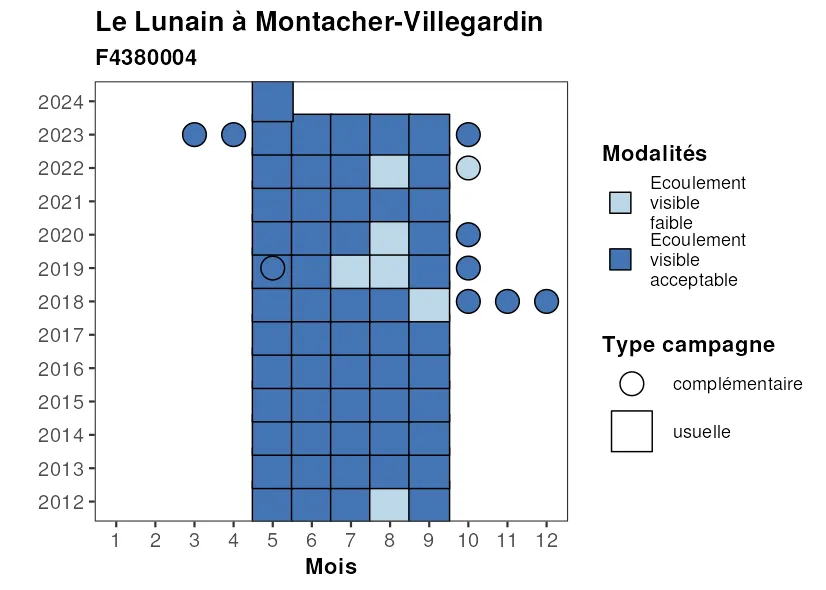 Le Lunain à Montacher-Villegardin
F4380004
2024
2023
2022
2021
2020
2019
2018
2017
2016
2015
2014
2013
2012
1 2 3 4 5 6 7 8 9 10 11 12
Mois
Modalités
Ecoulement
visible
faible
Ecoulement
visible
acceptable
Type campagne
complémentaire
usuelle